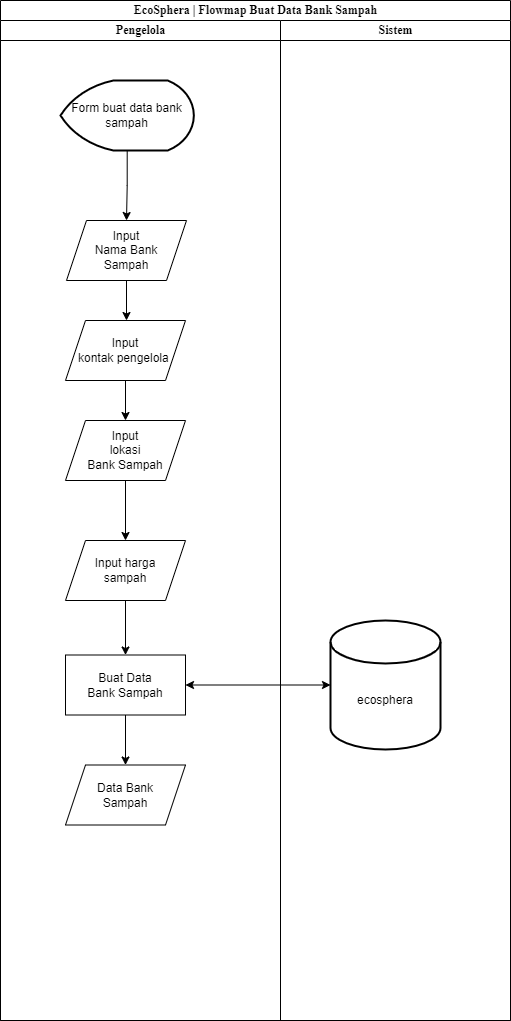 EcoSphera | Flowmap Buat Data Bank Sampah
Pengelola
Sistem
Form buat data bank
sampah
Input
Nama Bank
Sampah
Input
kontak pengelola
Input
lokasi
Bank Sampah
Input harga
sampah
Buat Data
Bank Sampah
ecosphera
Data Bank
Sampah